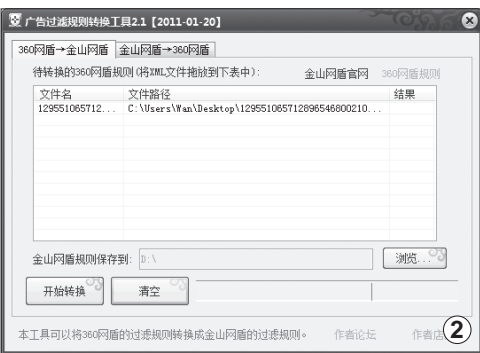 广告过滤规则转换工具2.1【2011-01-20】
360网盾→金山网盾 金山网盾→360网盾
待转换的360网盾规则(将XML文件拖放到下表中): 金山网盾官网 360网盾规则
文件名 文件路径 结果
129551065712... C:\Users\Wan\Desktop\129551065712896546800210...
金山网盾规则保存到: D:\ 浏览...
开始转换 清空
本工具可以将360网盾的过滤规则转换成金山网盾的过滤规则。 作者论坛 作者店
②